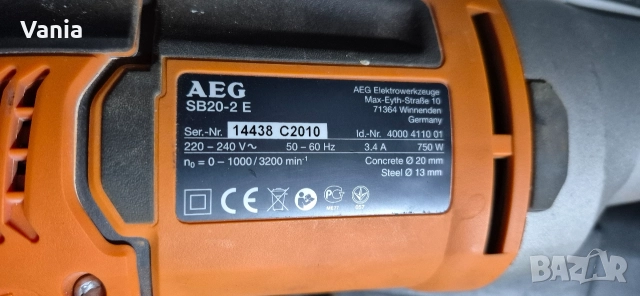 Vania
AEG
SB20-2 E
AEG Elektrowerkzeuge
Max-Eyth-Straße 10
71364 Winnenden
Germany
Ser.-Nr. 14438 C2010
Id.-Nr. 4000 4110 01
220 – 240 V~ 50 – 60 Hz 3.4 A 750 W
n₀ = 0 – 1000/3200 min⁻¹
Concrete Ø 20 mm
Steel Ø 13 mm
CE
BAZAR